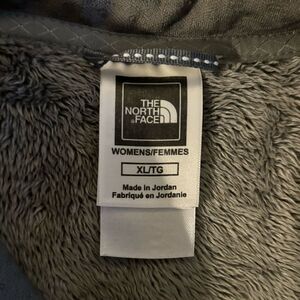 THE
NORTH
FACE
WOMENS/FEMMES
XL/TG
Made in Jordan
Fabriqué en Jordanie